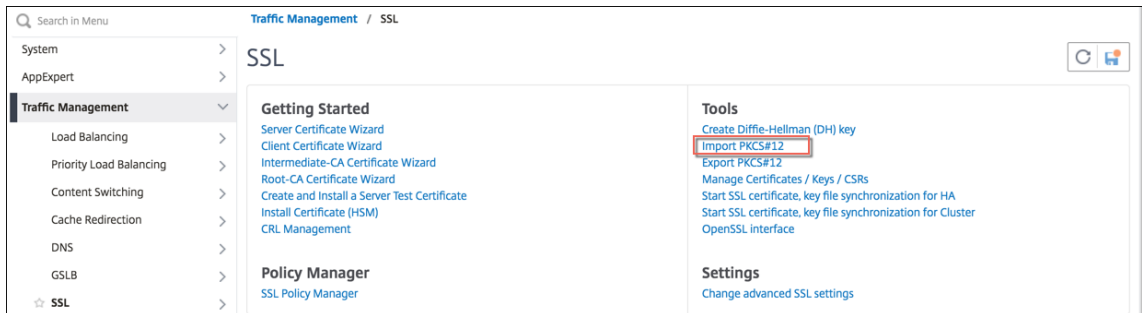 Search in Menu
System
AppExpert
Traffic Management
Load Balancing
Priority Load Balancing
Content Switching
Cache Redirection
DNS
GSLB
SSL
Traffic Management / SSL
SSL
Getting Started
Server Certificate Wizard
Client Certificate Wizard
Intermediate-CA Certificate Wizard
Root-CA Certificate Wizard
Create and Install a Server Test Certificate
Install Certificate (HSM)
CRL Management
Policy Manager
SSL Policy Manager
Tools
Create Diffie-Hellman (DH) key
Import PKCS#12
Export PKCS#12
Manage Certificates / Keys / CSRs
Start SSL certificate, key file synchronization for HA
Start SSL certificate, key file synchronization for Cluster
OpenSSL interface
Settings
Change advanced SSL settings